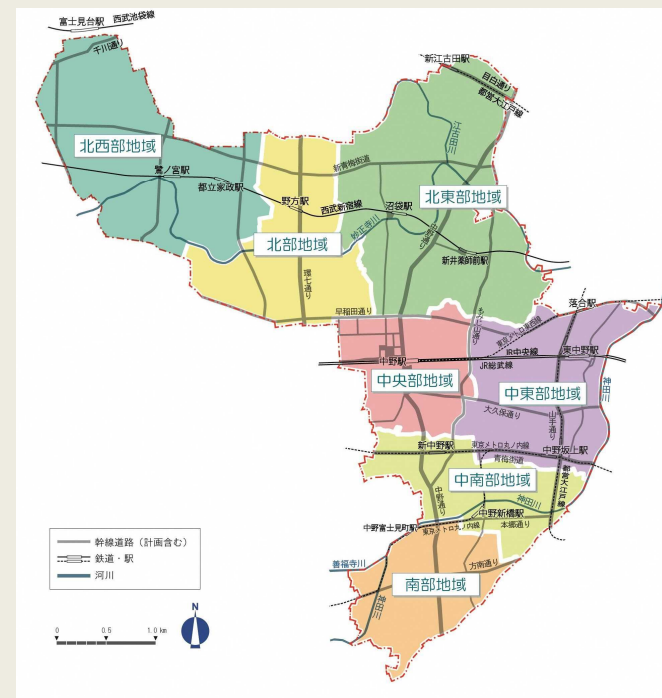 富士見台駅
西武池袋線
千川通り
新江古田駅
目白通り
都営大江戸線
江古田川
北西部地域
新青梅街道
鷺ノ宮駅
都立家政駅
北東部地域
野方駅
西武新宿線
沼袋駅
北部地域
妙正寺川
中野通り
新井薬師前駅
環七通り
落合駅
早稲田通り
もみじ山通り
東京メトロ東西線
中野駅
JR中央線
東中野駅
JR総武線
中央部地域
中東部地域
神田川
大久保通り
山手通り
新中野駅
東京メトロ丸ノ内線
青梅街道
中野坂上駅
中南部地域
都営大江戸線
中野通り
神田川
中野新橋駅
中野富士見町駅
東京メトロ丸ノ内線
本郷通り
幹線道路（計画含む）
鉄道・駅
河川
善福寺川
方南通り
南部地域
神田川
N
0 0.5 1.0 km